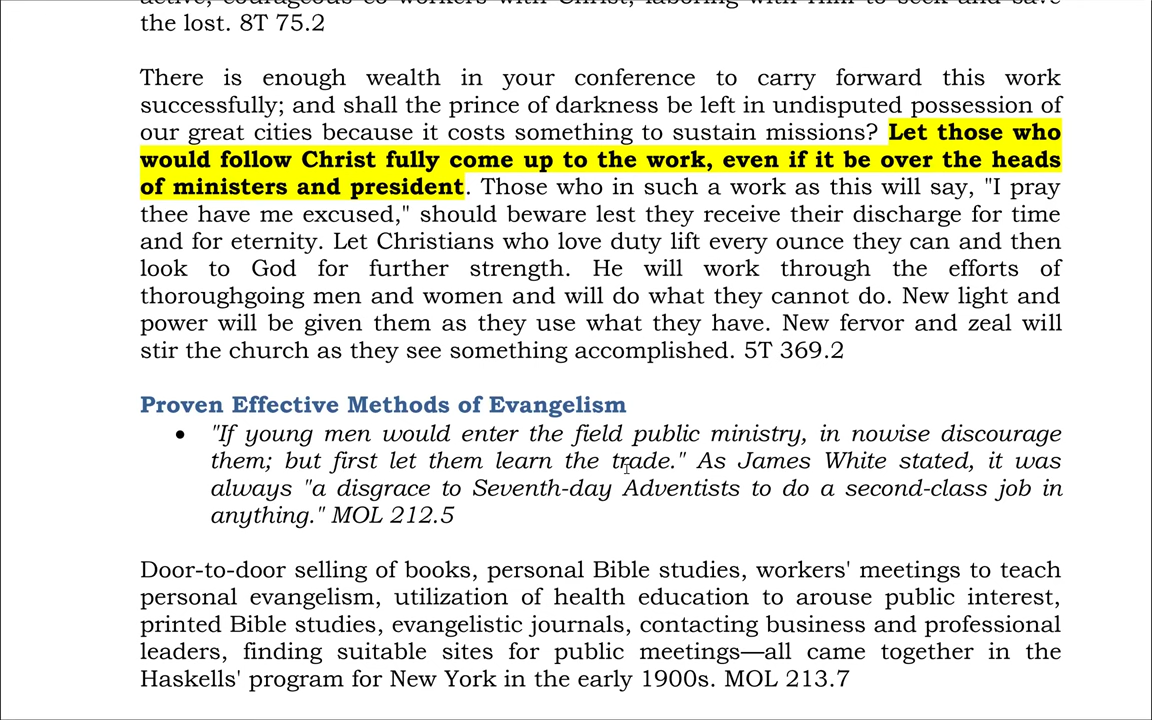 active, courageous co-workers with Christ, laboring with Him to seek and save
the lost. 8T 75.2
There is enough wealth in your conference to carry forward this work
successfully; and shall the prince of darkness be left in undisputed possession of
our great cities because it costs something to sustain missions? Let those who
would follow Christ fully come up to the work, even if it be over the heads
of ministers and president. Those who in such a work as this will say, "I pray
thee have me excused," should beware lest they receive their discharge for time
and for eternity. Let Christians who love duty lift every ounce they can and then
look to God for further strength. He will work through the efforts of
thoroughgoing men and women and will do what they cannot do. New light and
power will be given them as they use what they have. New fervor and zeal will
stir the church as they see something accomplished. 5T 369.2
Proven Effective Methods of Evangelism
• "If young men would enter the field public ministry, in nowise discourage
them; but first let them learn the trade." As James White stated, it was
always "a disgrace to Seventh-day Adventists to do a second-class job in
anything." MOL 212.5
Door-to-door selling of books, personal Bible studies, workers' meetings to teach
personal evangelism, utilization of health education to arouse public interest,
printed Bible studies, evangelistic journals, contacting business and professional
leaders, finding suitable sites for public meetings—all came together in the
Haskells' program for New York in the early 1900s. MOL 213.7